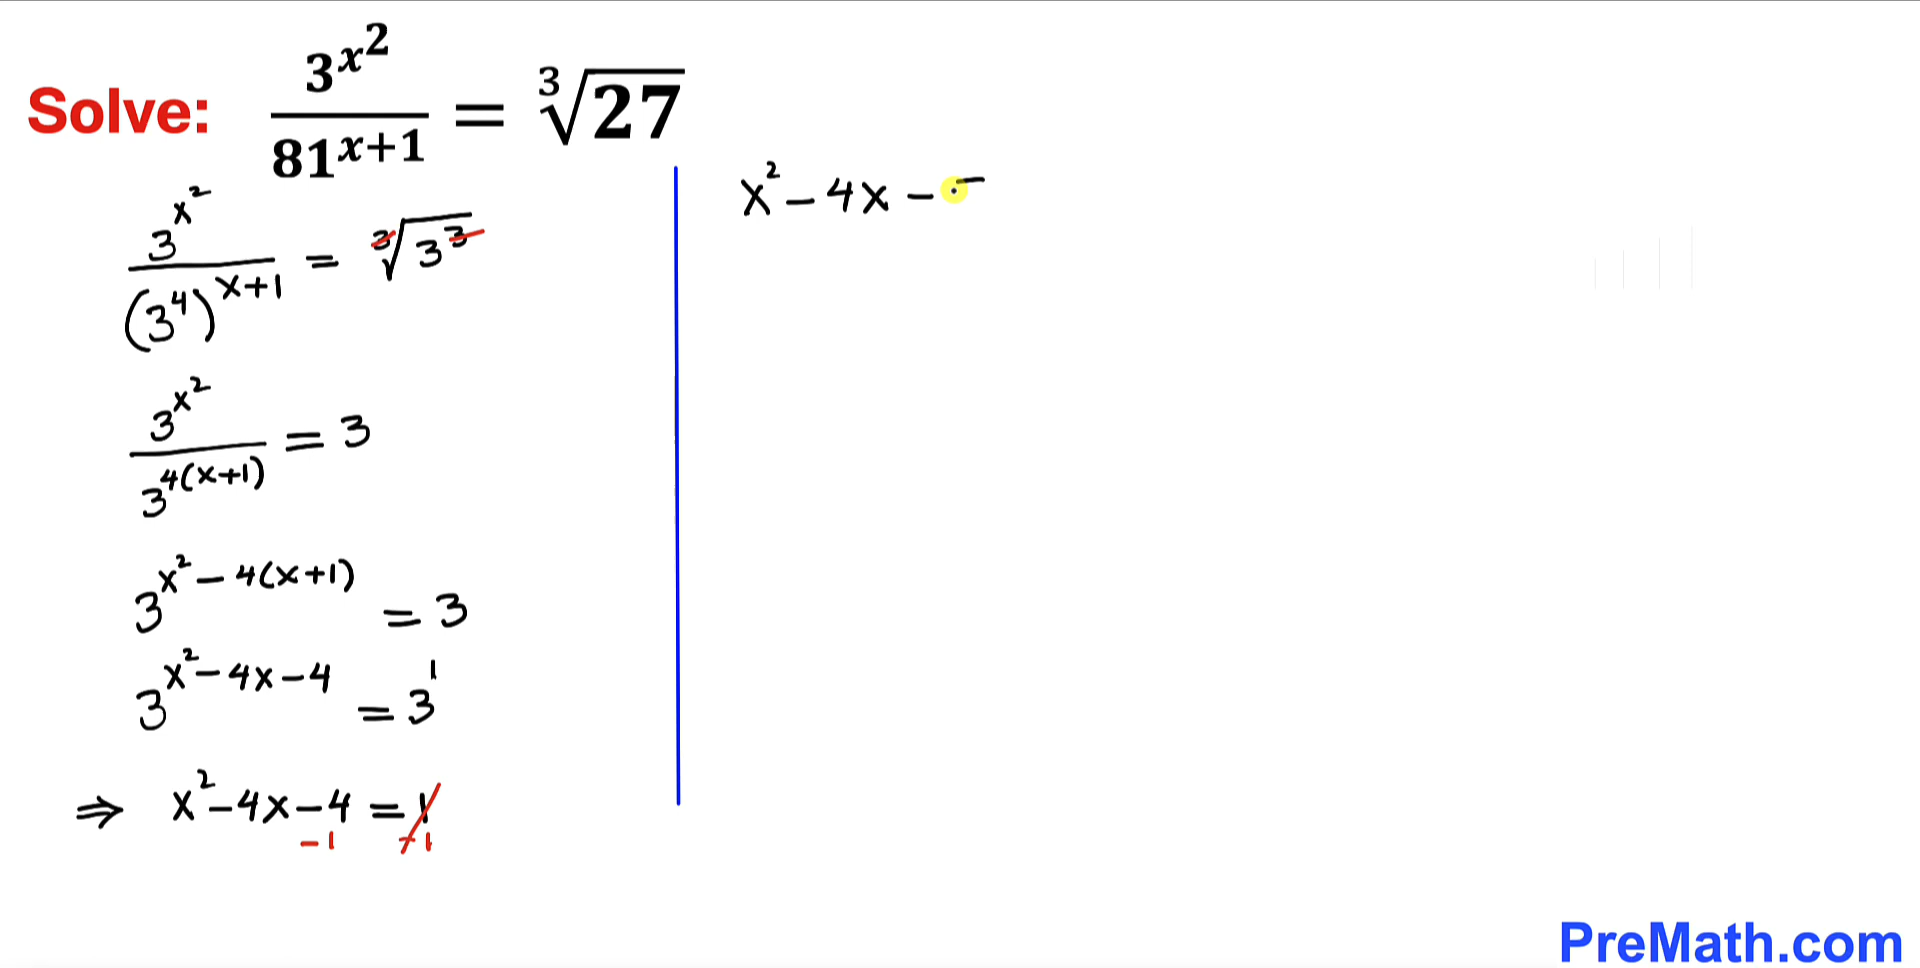 Solve: 3^{x^2} / 81^{x+1} = ∛27
3^{x^2} / (3^4)^{x+1} = ∛(3^3)
3^{x^2} / 3^{4(x+1)} = 3
3^{x^2 - 4(x+1)} = 3
3^{x^2 - 4x - 4} = 3^1
⇒ x^2 - 4x - 4 = 1
-1 -1
x^2 - 4x -
PreMath.com